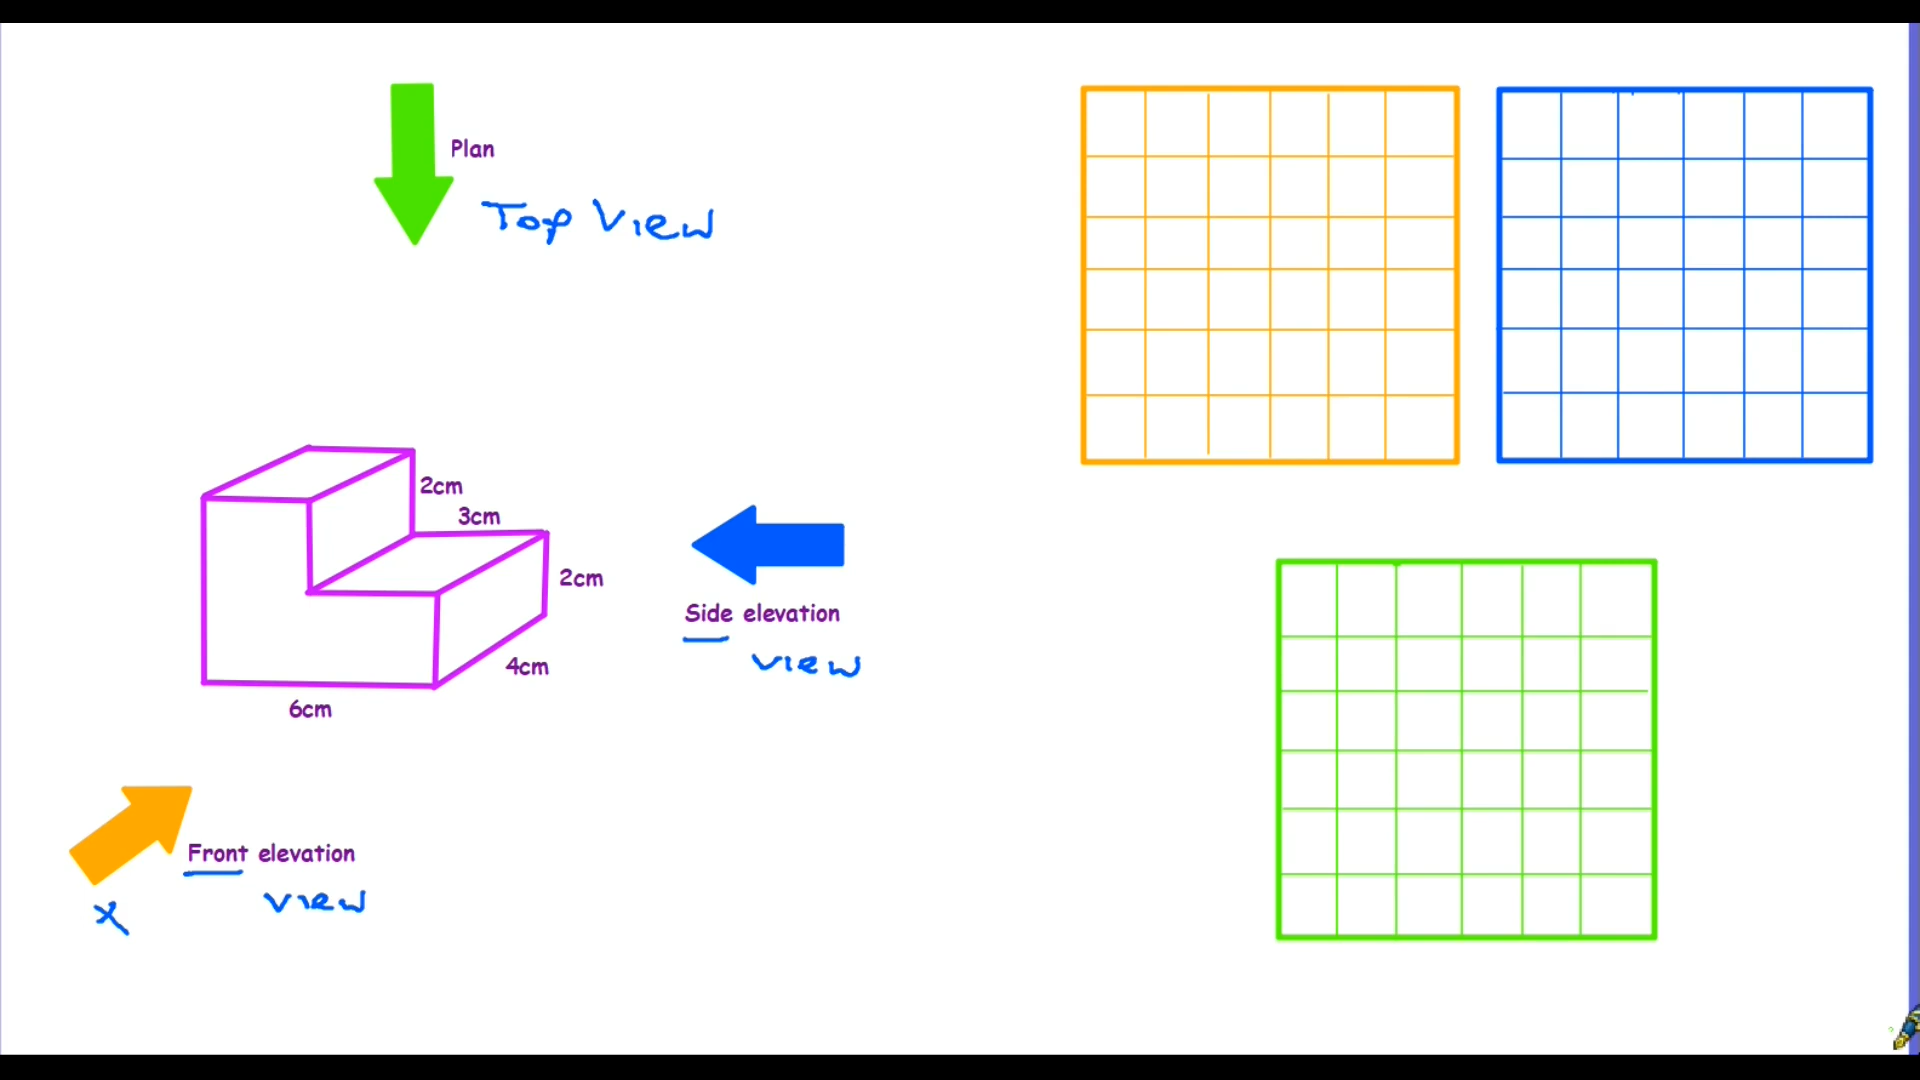 Plan
Top View
2cm
3cm
2cm
Side elevation
view
4cm
6cm
Front elevation
view
x